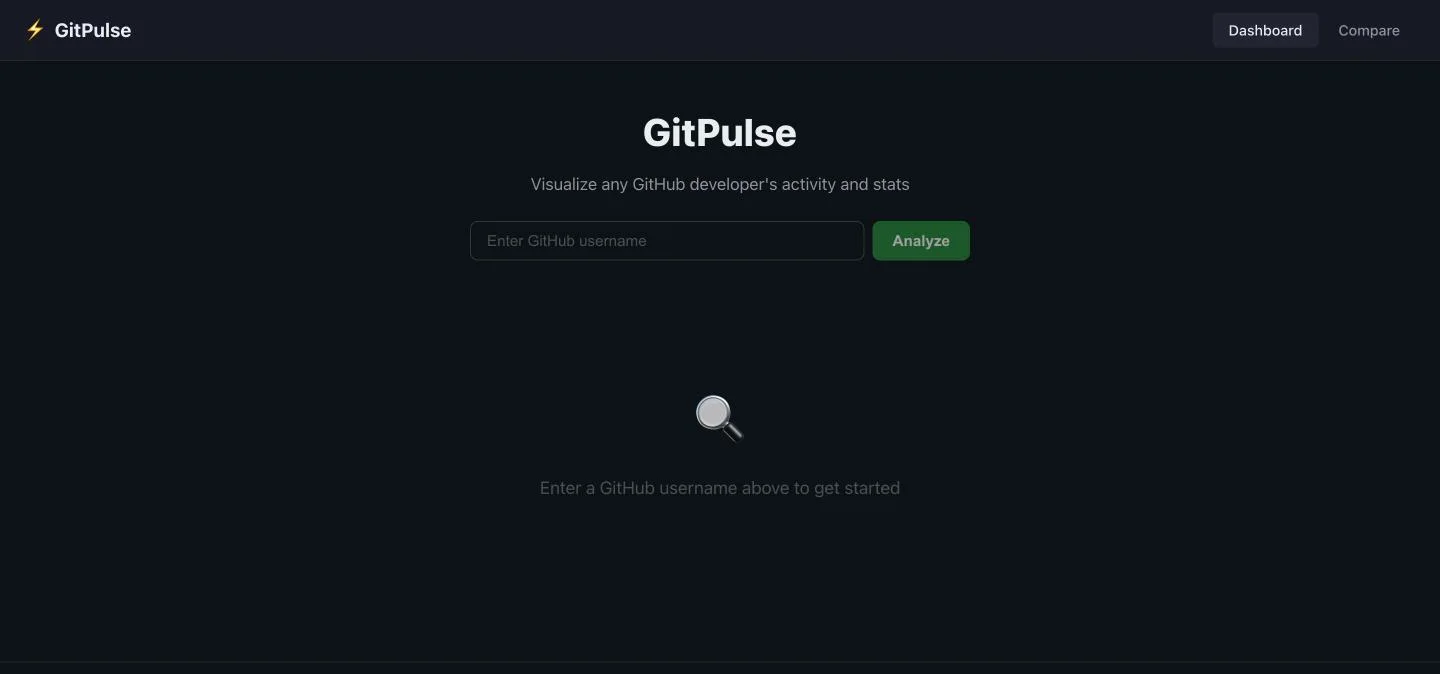 GitPulse
Dashboard
Compare
GitPulse
Visualize any GitHub developer's activity and stats
Enter GitHub username
Analyze
Enter a GitHub username above to get started